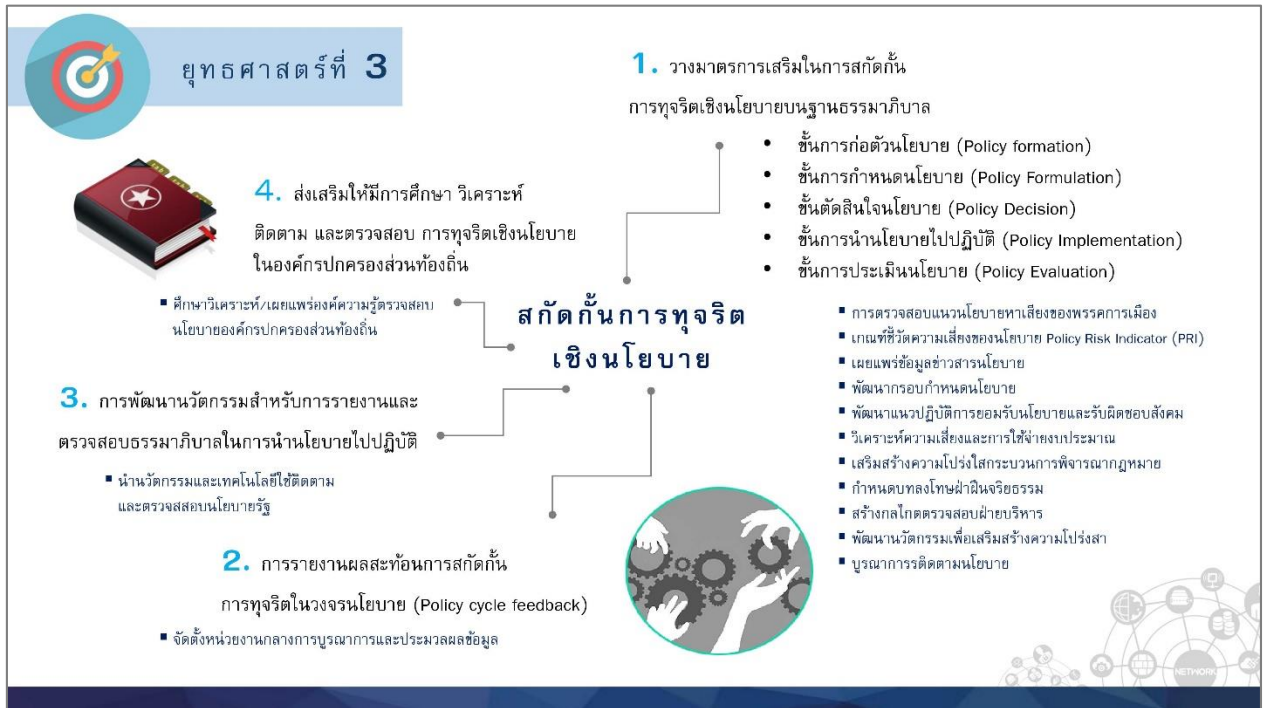 ยุทธศาสตร์ที่ 3
1. วางมาตรการเสริมในการสกัดกั้น
การทุจริตเชิงนโยบายบนฐานธรรมาภิบาล
• ขั้นการก่อตัวนโยบาย (Policy formation)
• ขั้นการกำหนดนโยบาย (Policy Formulation)
• ขั้นตัดสินใจนโยบาย (Policy Decision)
• ขั้นการนำนโยบายไปปฏิบัติ (Policy Implementation)
• ขั้นการประเมินนโยบาย (Policy Evaluation)
▪ การตรวจสอบแนวนโยบายหาเสียงของพรรคการเมือง
▪ เกณฑ์ชี้วัดความเสี่ยงของนโยบาย Policy Risk Indicator (PRI)
▪ เผยแพร่ข้อมูลข่าวสารนโยบาย
▪ พัฒนากรอบกำหนดนโยบาย
▪ พัฒนาแนวปฏิบัติการยอมรับนโยบายและรับผิดชอบสังคม
▪ วิเคราะห์ความเสี่ยงและการใช้จ่ายงบประมาณ
▪ เสริมสร้างความโปร่งใสกระบวนการพิจารณากฎหมาย
▪ กำหนดบทลงโทษฝ่าฝืนจริยธรรม
▪ สร้างกลไกตตรวจสอบฝ่ายบริหาร
▪ พัฒนานวัตกรรมเพื่อเสริมสร้างความโปร่งสา
▪ บูรณาการรติดตามนโยบาย
สกัดกั้นการทุจริต
เชิงนโยบาย
4. ส่งเสริมให้มีการศึกษา วิเคราะห์
ติดตาม และตรวจสอบ การทุจริตเชิงนโยบาย
ในองค์กรปกครองส่วนท้องถิ่น
▪ ศึกษาวิเคราะห์/เผยแพร่องค์ความรู้ตรวจสอบ
นโยบายองค์กรปกครองส่วนท้องถิ่น
3. การพัฒนานวัตกรรมสำหรับการรายงานและ
ตรวจสอบธรรมาภิบาลในการนำนโยบายไปปฏิบัติ
▪ นำนวัตกรรมและเทคโนโลยีใช้ติดตาม
และตรวจสสอบนโยบายรัฐ
2. การรายงานผลสะท้อนการสกัดกั้น
การทุจริตในวงจรนโยบาย (Policy cycle feedback)
▪ จัดตั้งหน่วยงานกลางการบูรณาการและประมวลผลข้อมูล
NETWORK